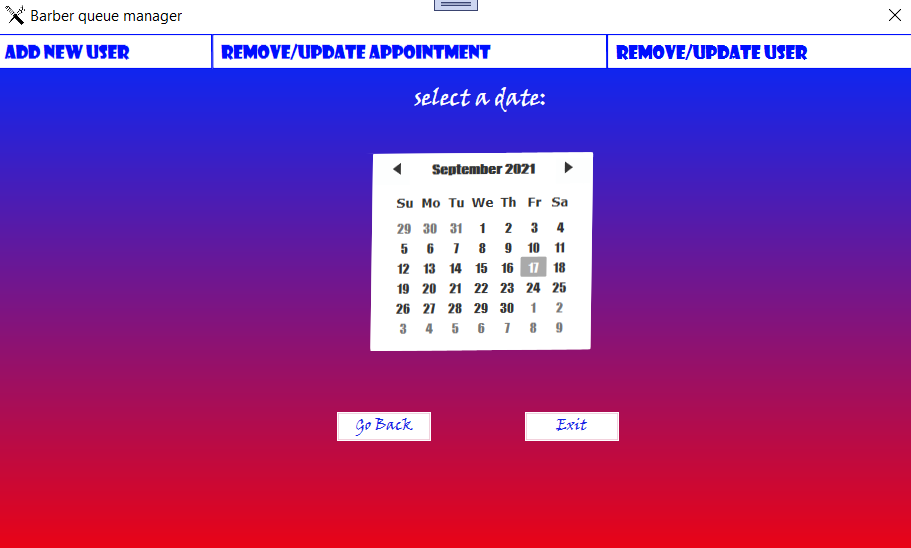 Barber queue manager
ADD NEW USER REMOVE/UPDATE APPOINTMENT REMOVE/UPDATE USER
select a date:
September 2021
Su Mo Tu We Th Fr Sa
29 30 31 1 2 3 4
5 6 7 8 9 10 11
12 13 14 15 16 17 18
19 20 21 22 23 24 25
26 27 28 29 30 1 2
3 4 5 6 7 8 9
Go Back Exit